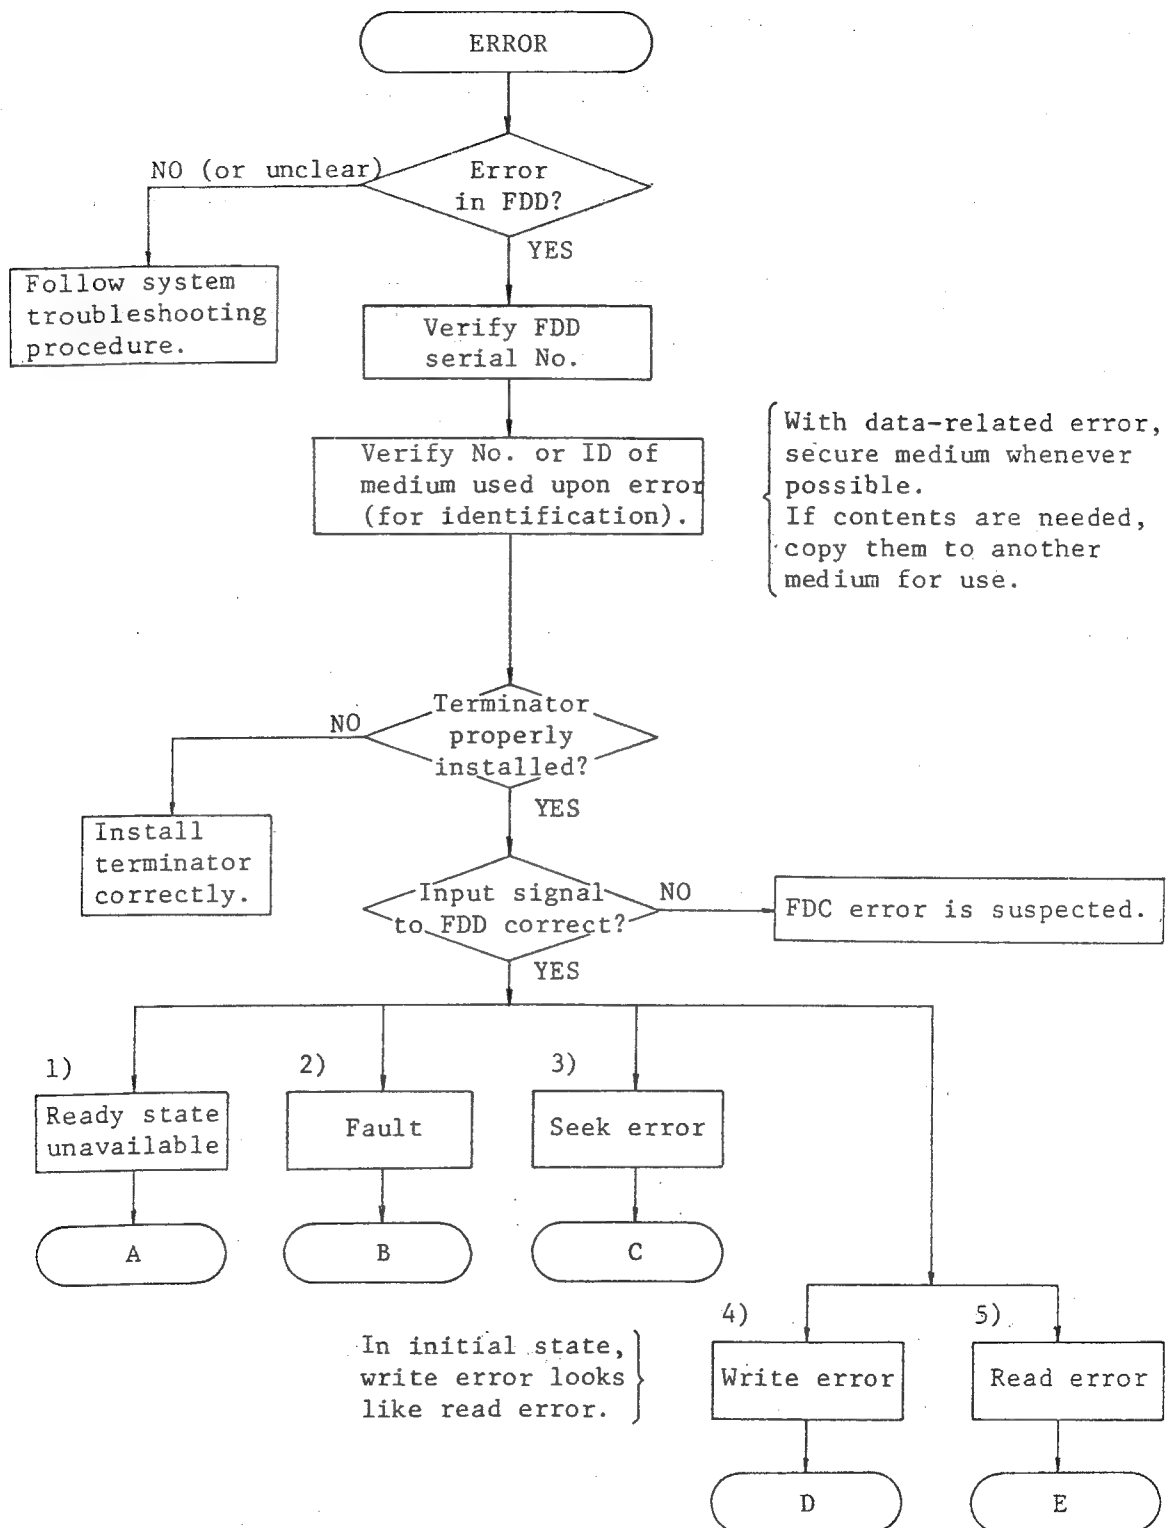 ERROR
NO (or unclear)
Error
in FDD?
YES
Follow system
troubleshooting
procedure.
Verify FDD
serial No.
Verify No. or ID of
medium used upon error
(for identification).
With data-related error,
secure medium whenever
possible.
If contents are needed,
copy them to another
medium for use.
Terminator
properly
installed?
NO
YES
Install
terminator
correctly.
Input signal
to FDD correct?
NO
FDC error is suspected.
YES
1)
Ready state
unavailable
2)
Fault
3)
Seek error
A
B
C
In initial state,
write error looks
like read error.
4)
Write error
5)
Read error
D
E